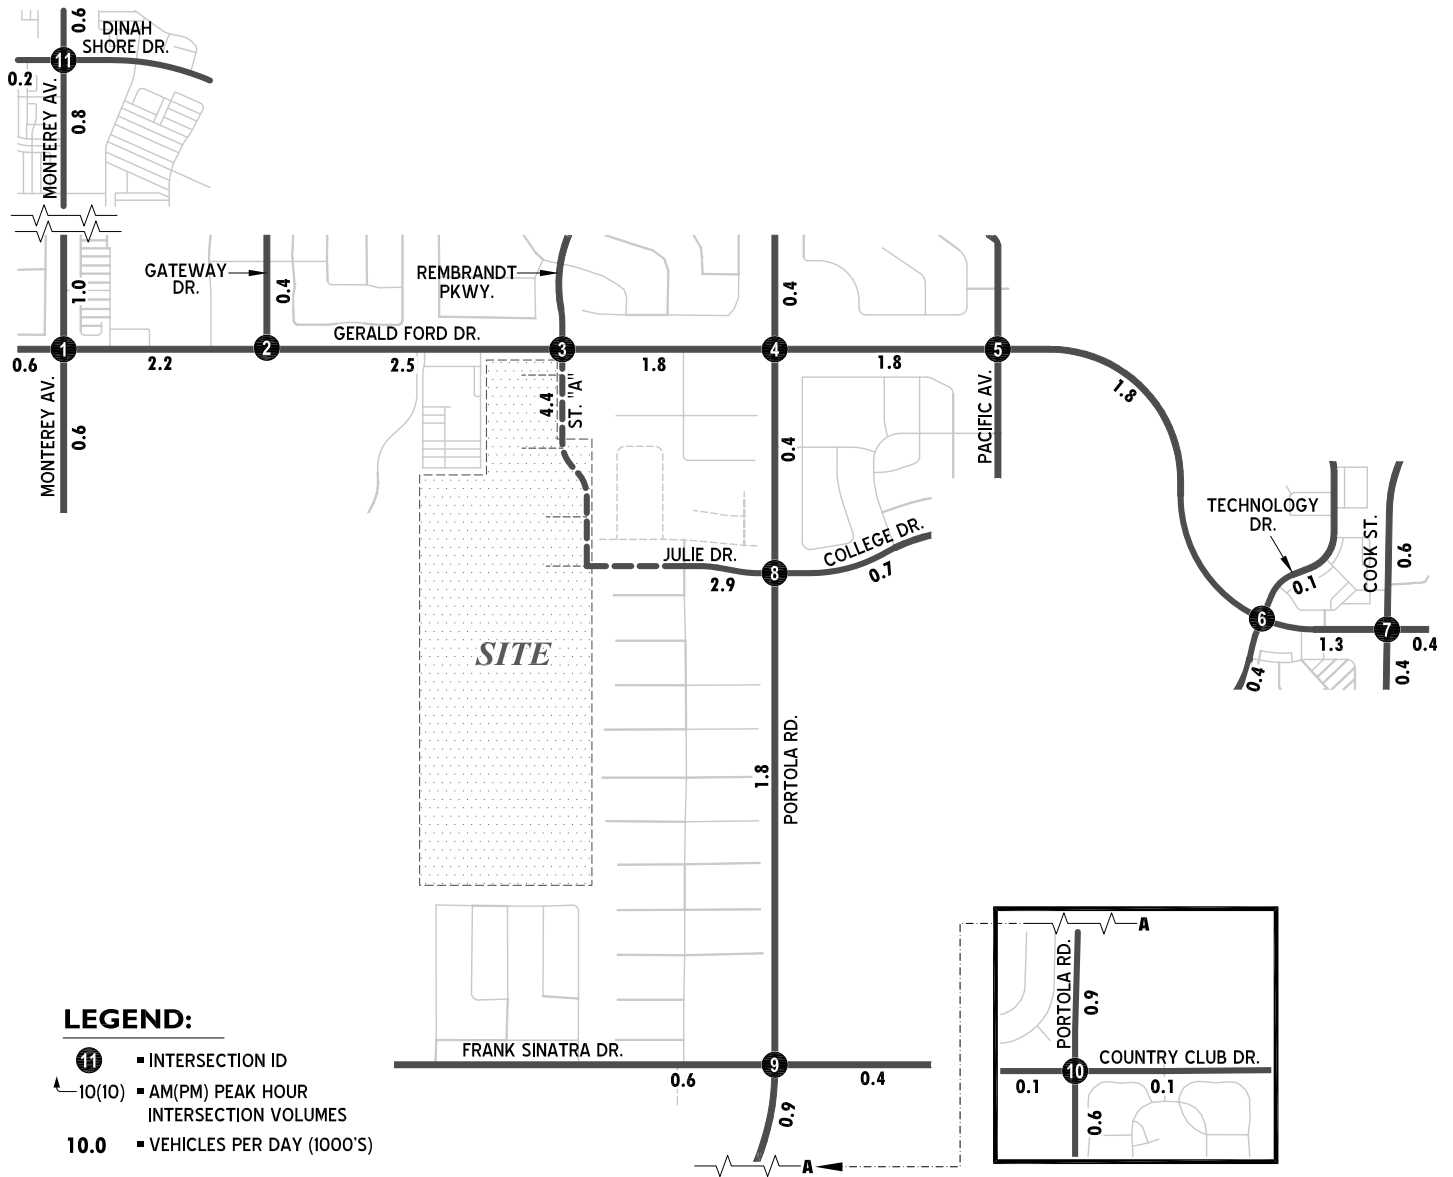 0.6
DINAH
SHORE DR.
11
0.2
MONTEREY AV.
0.8
GATEWAY
DR.
REMBRANDT
PKWY.
1.0
0.4
0.4
GERALD FORD DR.
1
2
3
4
5
0.6
2.2
2.5
1.8
1.8
1.8
MONTEREY AV.
0.6
4.4
ST. "A"
0.4
PACIFIC AV.
TECHNOLOGY
DR.
COOK ST.
0.6
0.1
JULIE DR.
COLLEGE DR.
8
2.9
0.7
6
7
1.3
0.4
0.4
0.4
SITE
1.8
PORTOLA RD.
A
PORTOLA RD.
0.9
COUNTRY CLUB DR.
10
0.1
0.1
0.6
FRANK SINATRA DR.
9
0.6
0.4
0.9
A
LEGEND:
11 = INTERSECTION ID
10(10) = AM(PM) PEAK HOUR
INTERSECTION VOLUMES
10.0 = VEHICLES PER DAY (1000'S)